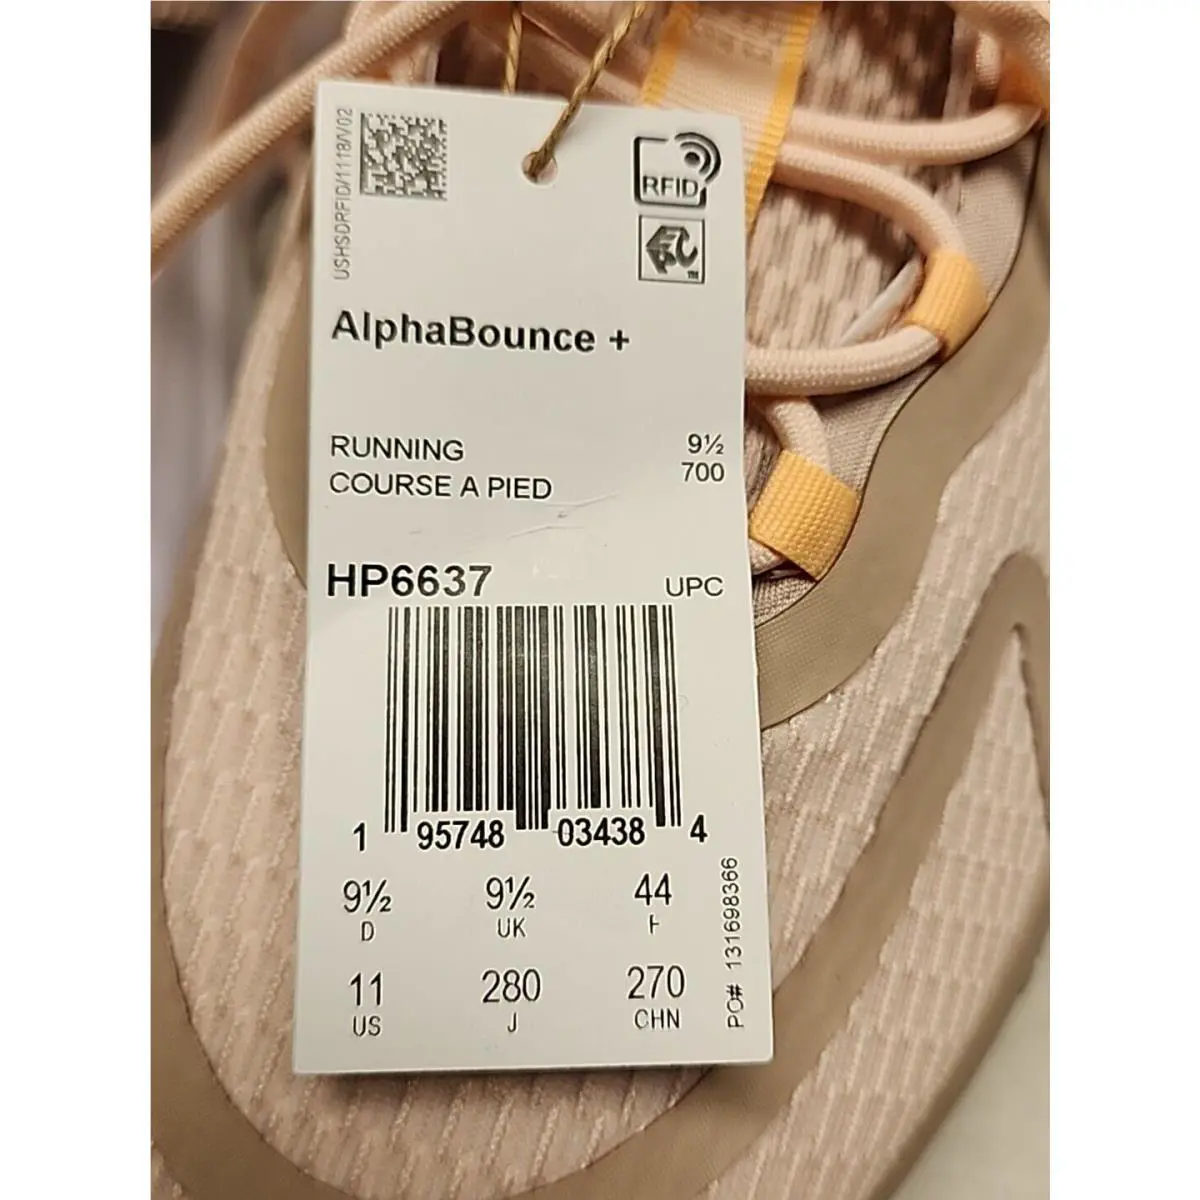 USHSDRFID/1118/V02
RFID
EPC™
AlphaBounce +
RUNNING
COURSE A PIED
9½
700
HP6637
UPC
1 95748 03438 4
9½ 9½ 44
D UK F
11 280 270
US J CHN
PO# 131698366